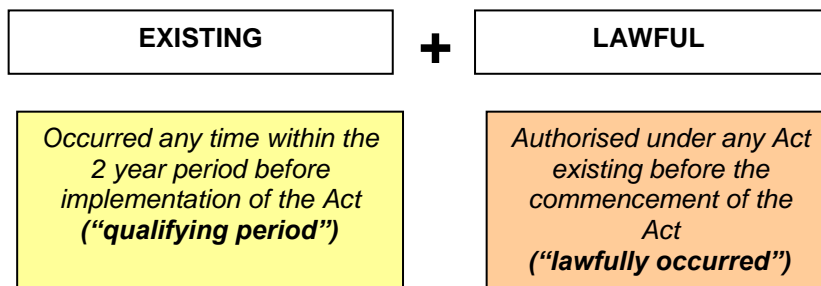 EXISTING
+
LAWFUL
Occurred any time within the
2 year period before
implementation of the Act
(“qualifying period”)
Authorised under any Act
existing before the
commencement of the
Act
(“lawfully occurred”)